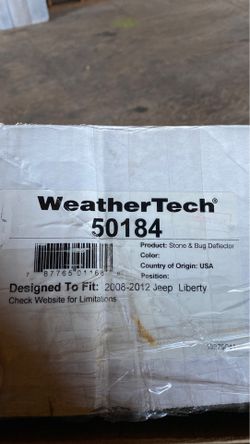 WeatherTech®
50184
Product: Stone & Bug Deflector
Color:
Country of Origin: USA
Position:
Designed To Fit: 2008-2012 Jeep Liberty
Check Website for Limitations